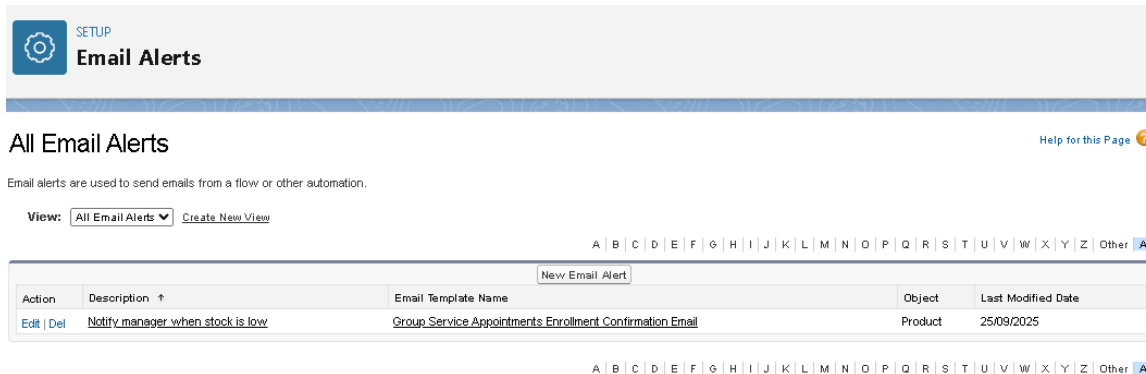 SETUP
Email Alerts
All Email Alerts
Help for this Page
Email alerts are used to send emails from a flow or other automation.
View: All Email Alerts Create New View
A | B | C | D | E | F | G | H | I | J | K | L | M | N | O | P | Q | R | S | T | U | V | W | X | Y | Z | Other
New Email Alert
Action Description ↑ Email Template Name Object Last Modified Date
Edit | Del Notify manager when stock is low Group Service Appointments Enrollment Confirmation Email Product 25/09/2025
A | B | C | D | E | F | G | H | I | J | K | L | M | N | O | P | Q | R | S | T | U | V | W | X | Y | Z | Other